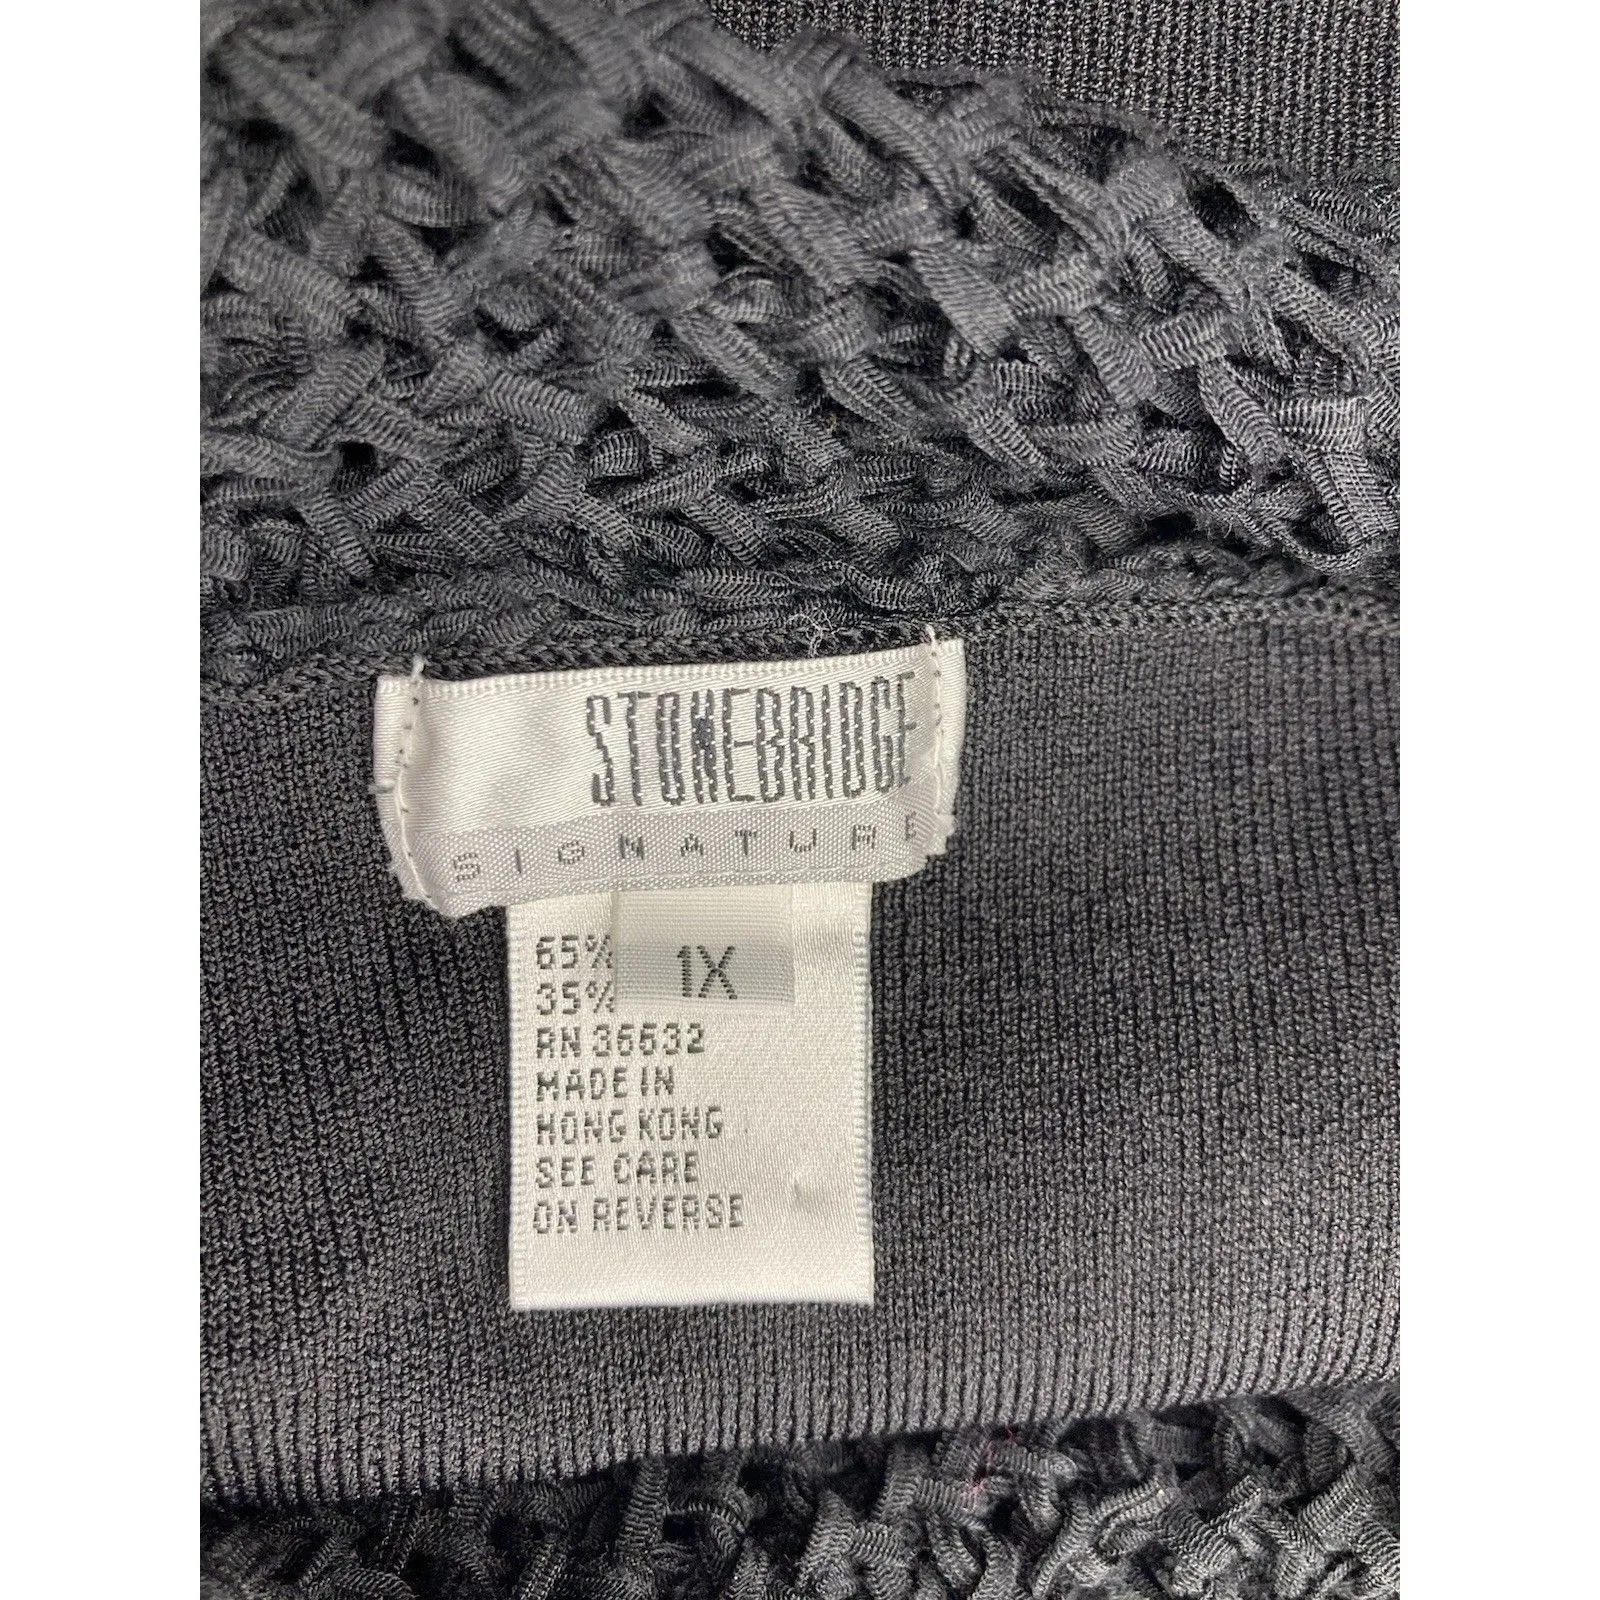 STONEBRIDGE
SIGNATURE
1X
65%
35%
RN 36632
MADE IN
HONG KONG
SEE CARE
ON REVERSE